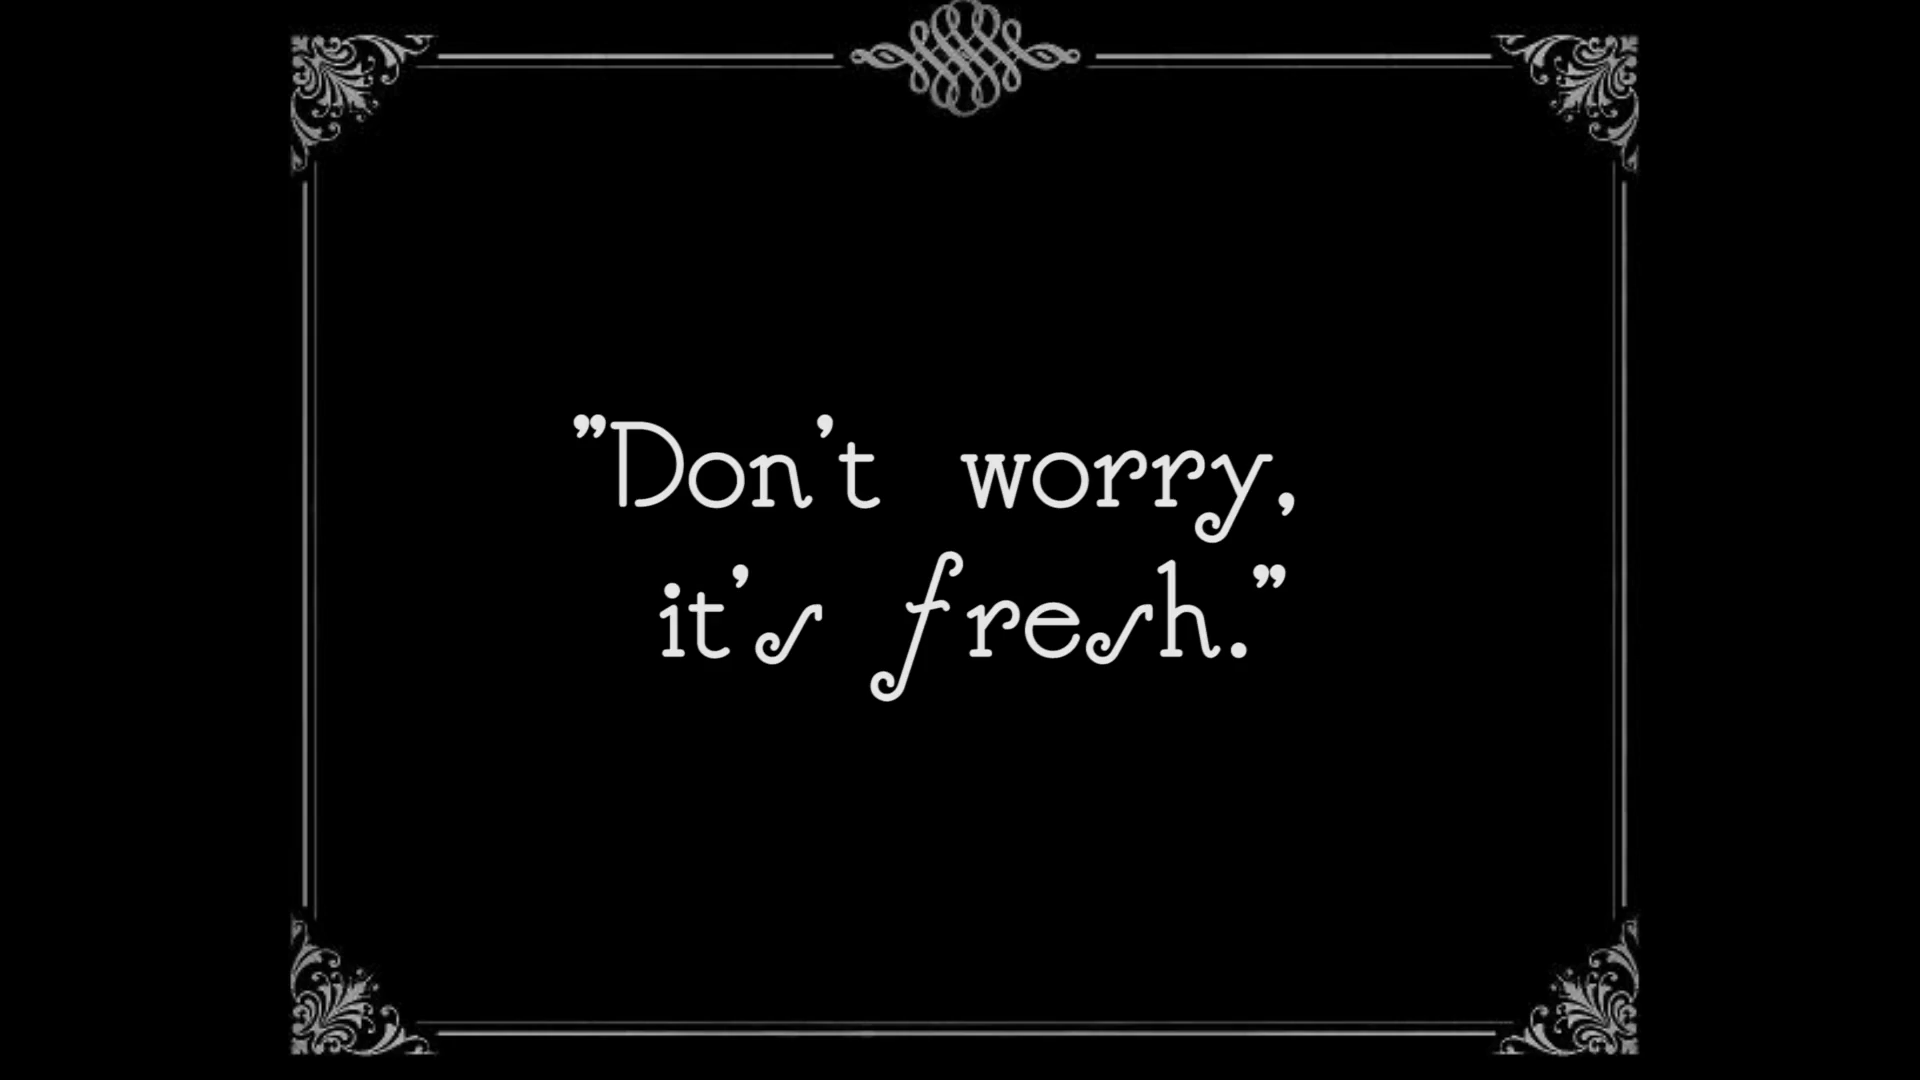 ”Don’t worry,
it’s fresh.”